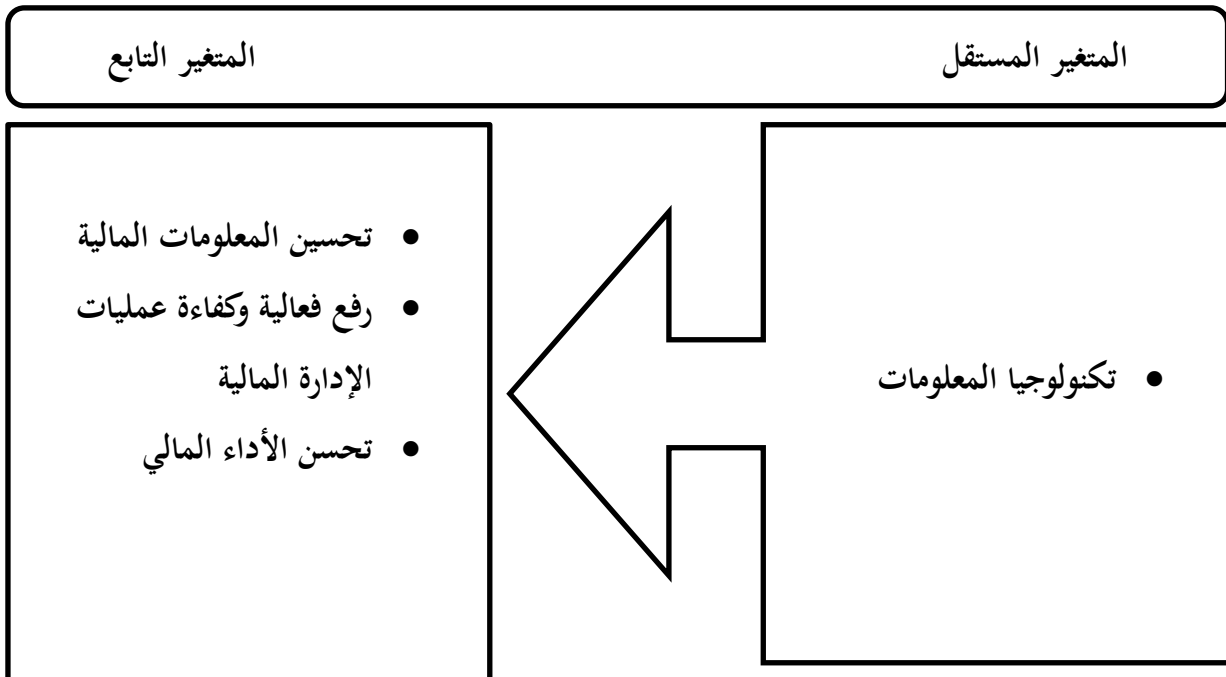 المتغير المستقل
المتغير التابع
• تكنولوجيا المعلومات
• تحسين المعلومات المالية
• رفع فعالية وكفاءة عمليات
الإدارة المالية
• تحسن الأداء المالي